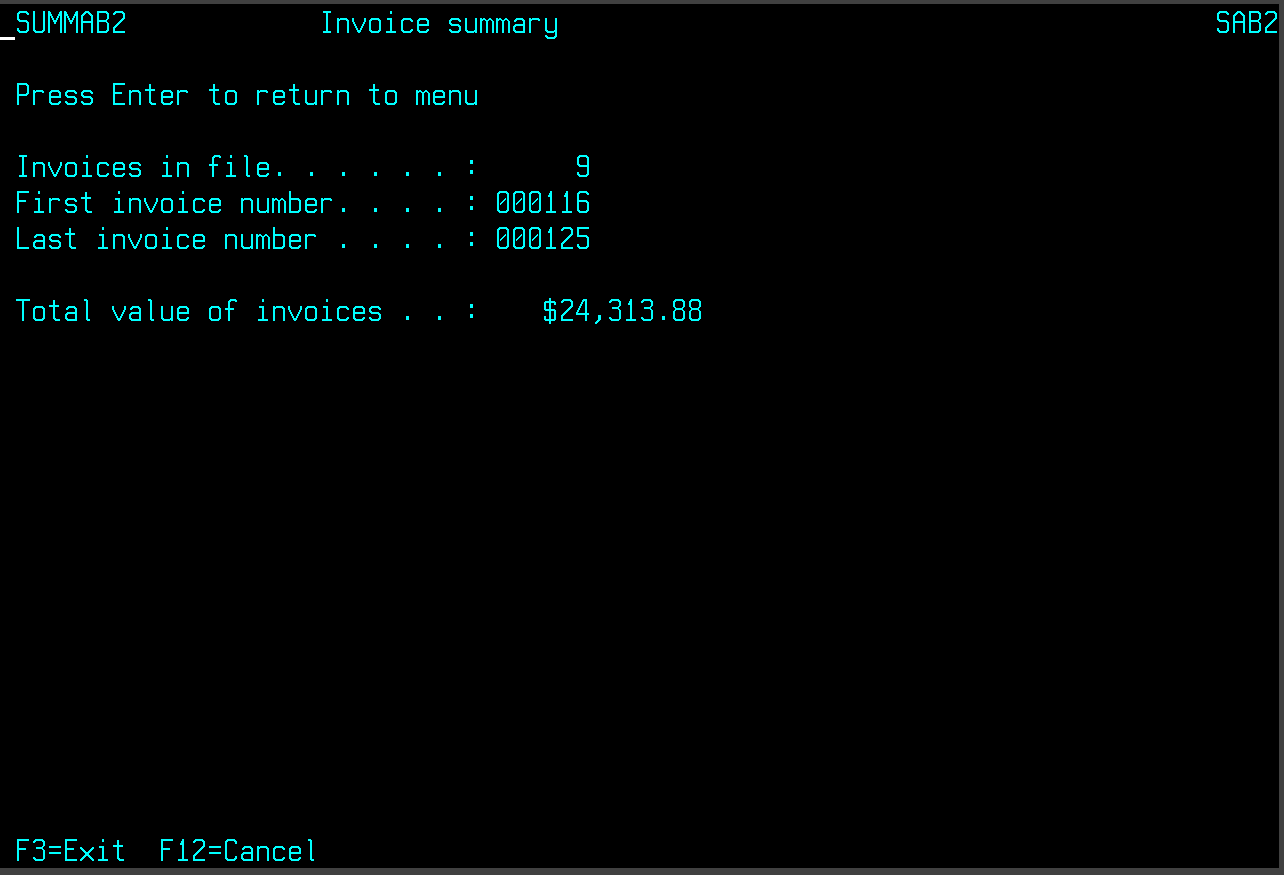 SUMMAB2 Invoice summary SAB2
Press Enter to return to menu
Invoices in file. . . . . . : 9
First invoice number. . . . : 000116
Last invoice number . . . . : 000125
Total value of invoices . . : $24,313.88
F3=Exit F12=Cancel